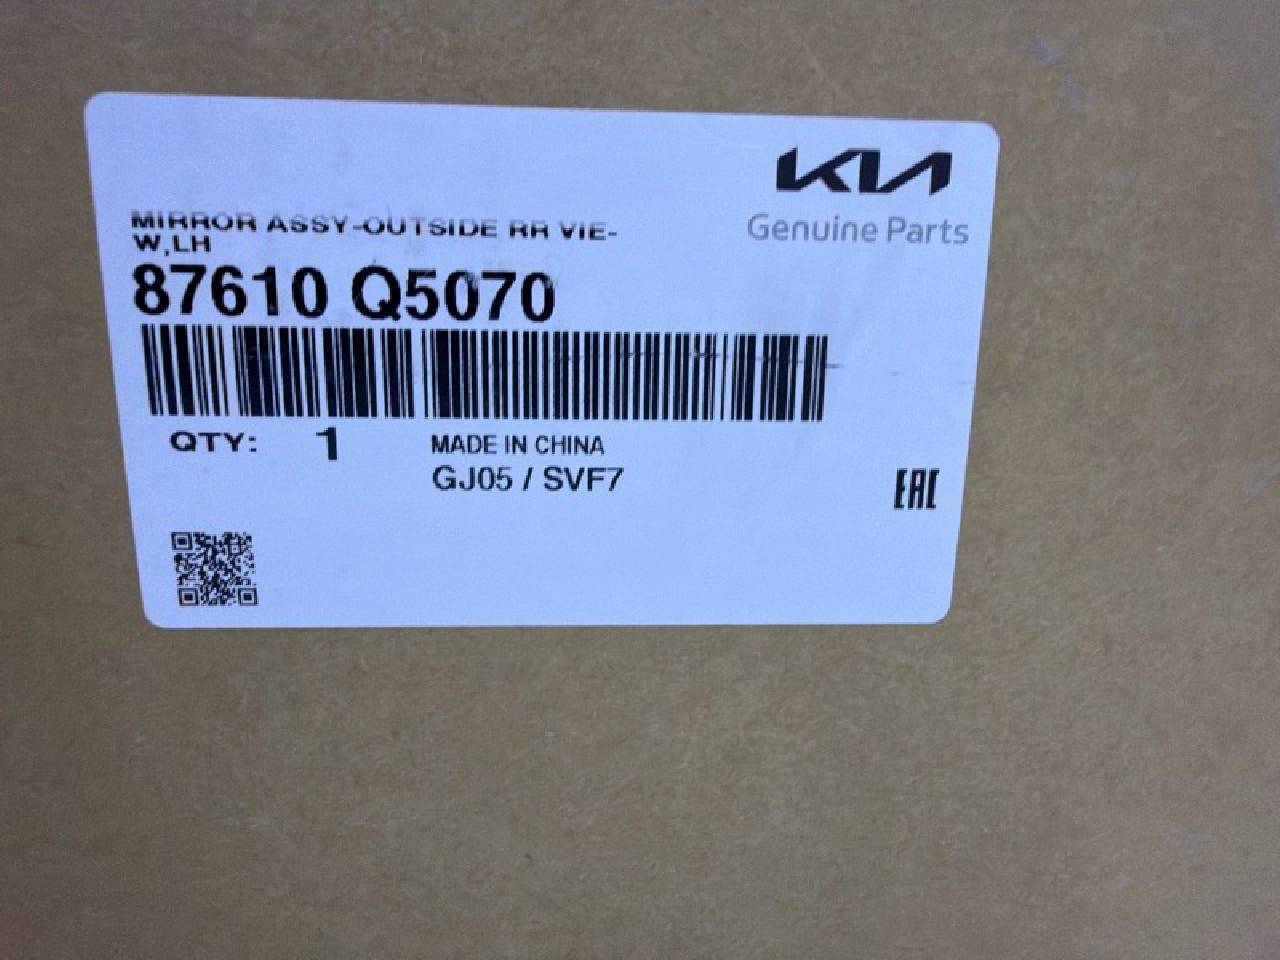 KIA
Genuine Parts
MIRROR ASSY-OUTSIDE RR VIE-
W,LH
87610 Q5070
QTY: 1
MADE IN CHINA
GJ05 / SVF7
EAC